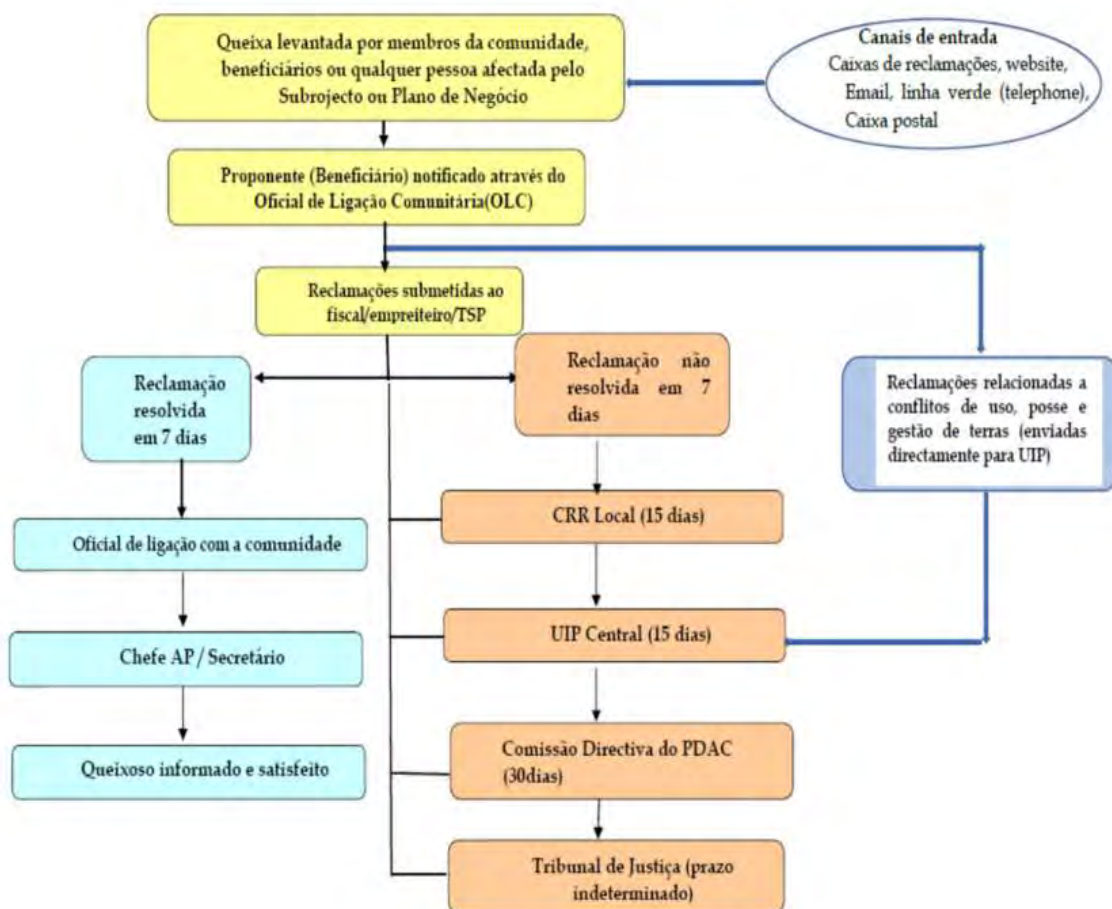 Queixa levantada por membros da comunidade,
beneficiários ou qualquer pessoa afectada pelo
Subrojecto ou Plano de Negócio
Canais de entrada
Caixas de reclamações, website,
Email, linha verde (telephone),
Caixa postal
Proponente (Beneficiário) notificado através do
Oficial de Ligação Comunitária(OLC)
Reclamações submetidas ao
fiscal/empreiteiro/TSP
Reclamação
resolvida
em 7 dias
Reclamação não
resolvida em 7
dias
Reclamações relacionadas a
conflitos de uso, posse e
gestão de terras (enviadas
directamente para UIP)
Oficial de ligação com a comunidade
CRR Local (15 dias)
Chefe AP / Secretário
UIP Central (15 dias)
Queixoso informado e satisfeito
Comissão Directiva do PDAC
(30dias)
Tribunal de Justiça (prazo
indeterminado)